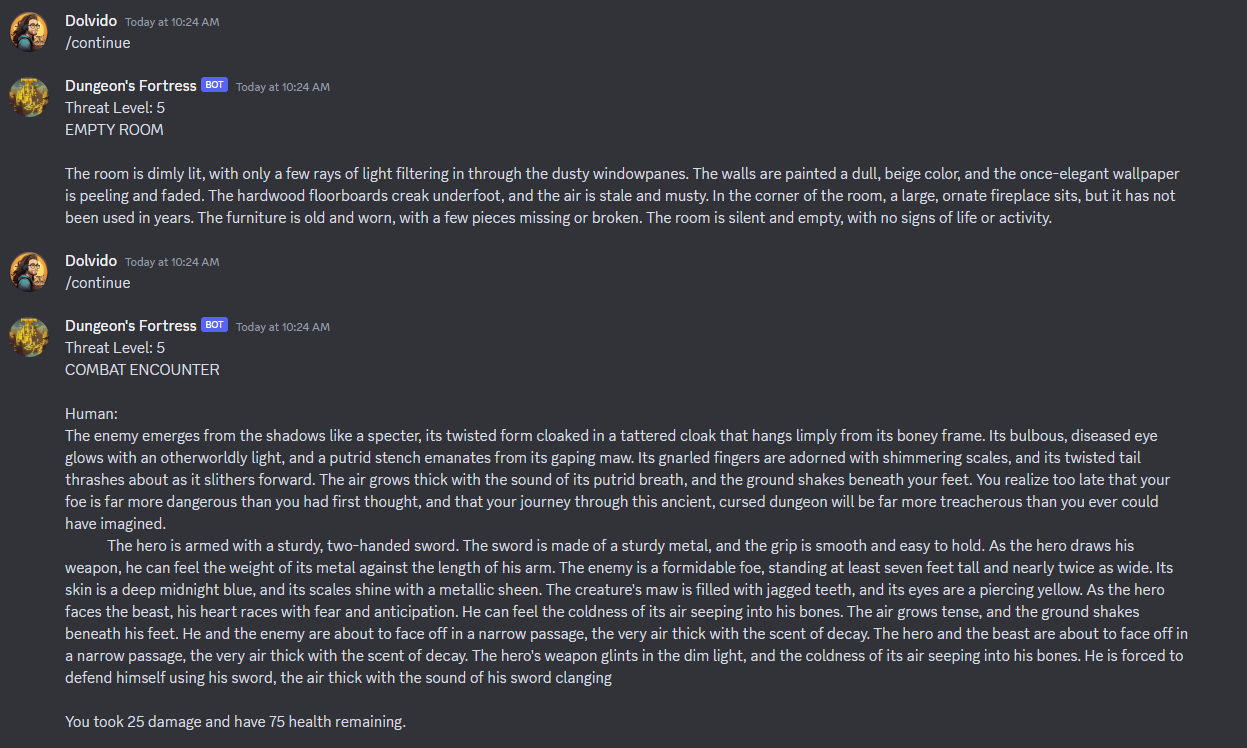 Dolvido Today at 10:24 AM
/continue
Dungeon's Fortress BOT Today at 10:24 AM
Threat Level: 5
EMPTY ROOM
The room is dimly lit, with only a few rays of light filtering in through the dusty windowpanes. The walls are painted a dull, beige color, and the once-elegant wallpaper
is peeling and faded. The hardwood floorboards creak underfoot, and the air is stale and musty. In the corner of the room, a large, ornate fireplace sits, but it has not
been used in years. The furniture is old and worn, with a few pieces missing or broken. The room is silent and empty, with no signs of life or activity.
Dolvido Today at 10:24 AM
/continue
Dungeon's Fortress BOT Today at 10:24 AM
Threat Level: 5
COMBAT ENCOUNTER
Human:
The enemy emerges from the shadows like a specter, its twisted form cloaked in a tattered cloak that hangs limply from its boney frame. Its bulbous, diseased eye
glows with an otherworldly light, and a putrid stench emanates from its gaping maw. Its gnarled fingers are adorned with shimmering scales, and its twisted tail
thrashes about as it slithers forward. The air grows thick with the sound of its putrid breath, and the ground shakes beneath your feet. You realize too late that your
foe is far more dangerous than you had first thought, and that your journey through this ancient, cursed dungeon will be far more treacherous than you ever could
have imagined.
The hero is armed with a sturdy, two-handed sword. The sword is made of a sturdy metal, and the grip is smooth and easy to hold. As the hero draws his
weapon, he can feel the weight of its metal against the length of his arm. The enemy is a formidable foe, standing at least seven feet tall and nearly twice as wide. Its
skin is a deep midnight blue, and its scales shine with a metallic sheen. The creature's maw is filled with jagged teeth, and its eyes are a piercing yellow. As the hero
faces the beast, his heart races with fear and anticipation. He can feel the coldness of its air seeping into his bones. The air grows tense, and the ground shakes
beneath his feet. He and the enemy are about to face off in a narrow passage, the very air thick with the scent of decay. The hero and the beast are about to face off in
a narrow passage, the very air thick with the scent of decay. The hero's weapon glints in the dim light, and the coldness of its air seeping into his bones. He is forced to
defend himself using his sword, the air thick with the sound of his sword clanging
You took 25 damage and have 75 health remaining.